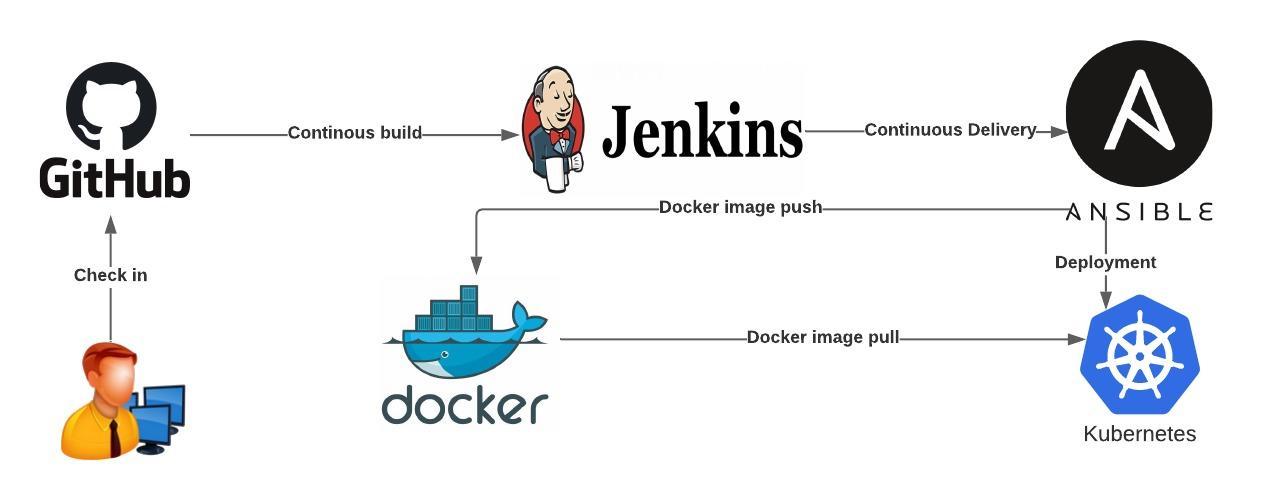 GitHub
Continous build
Jenkins
Continuous Delivery
ANSIBLE
Docker image push
Check in
Deployment
docker
Docker image pull
Kubernetes